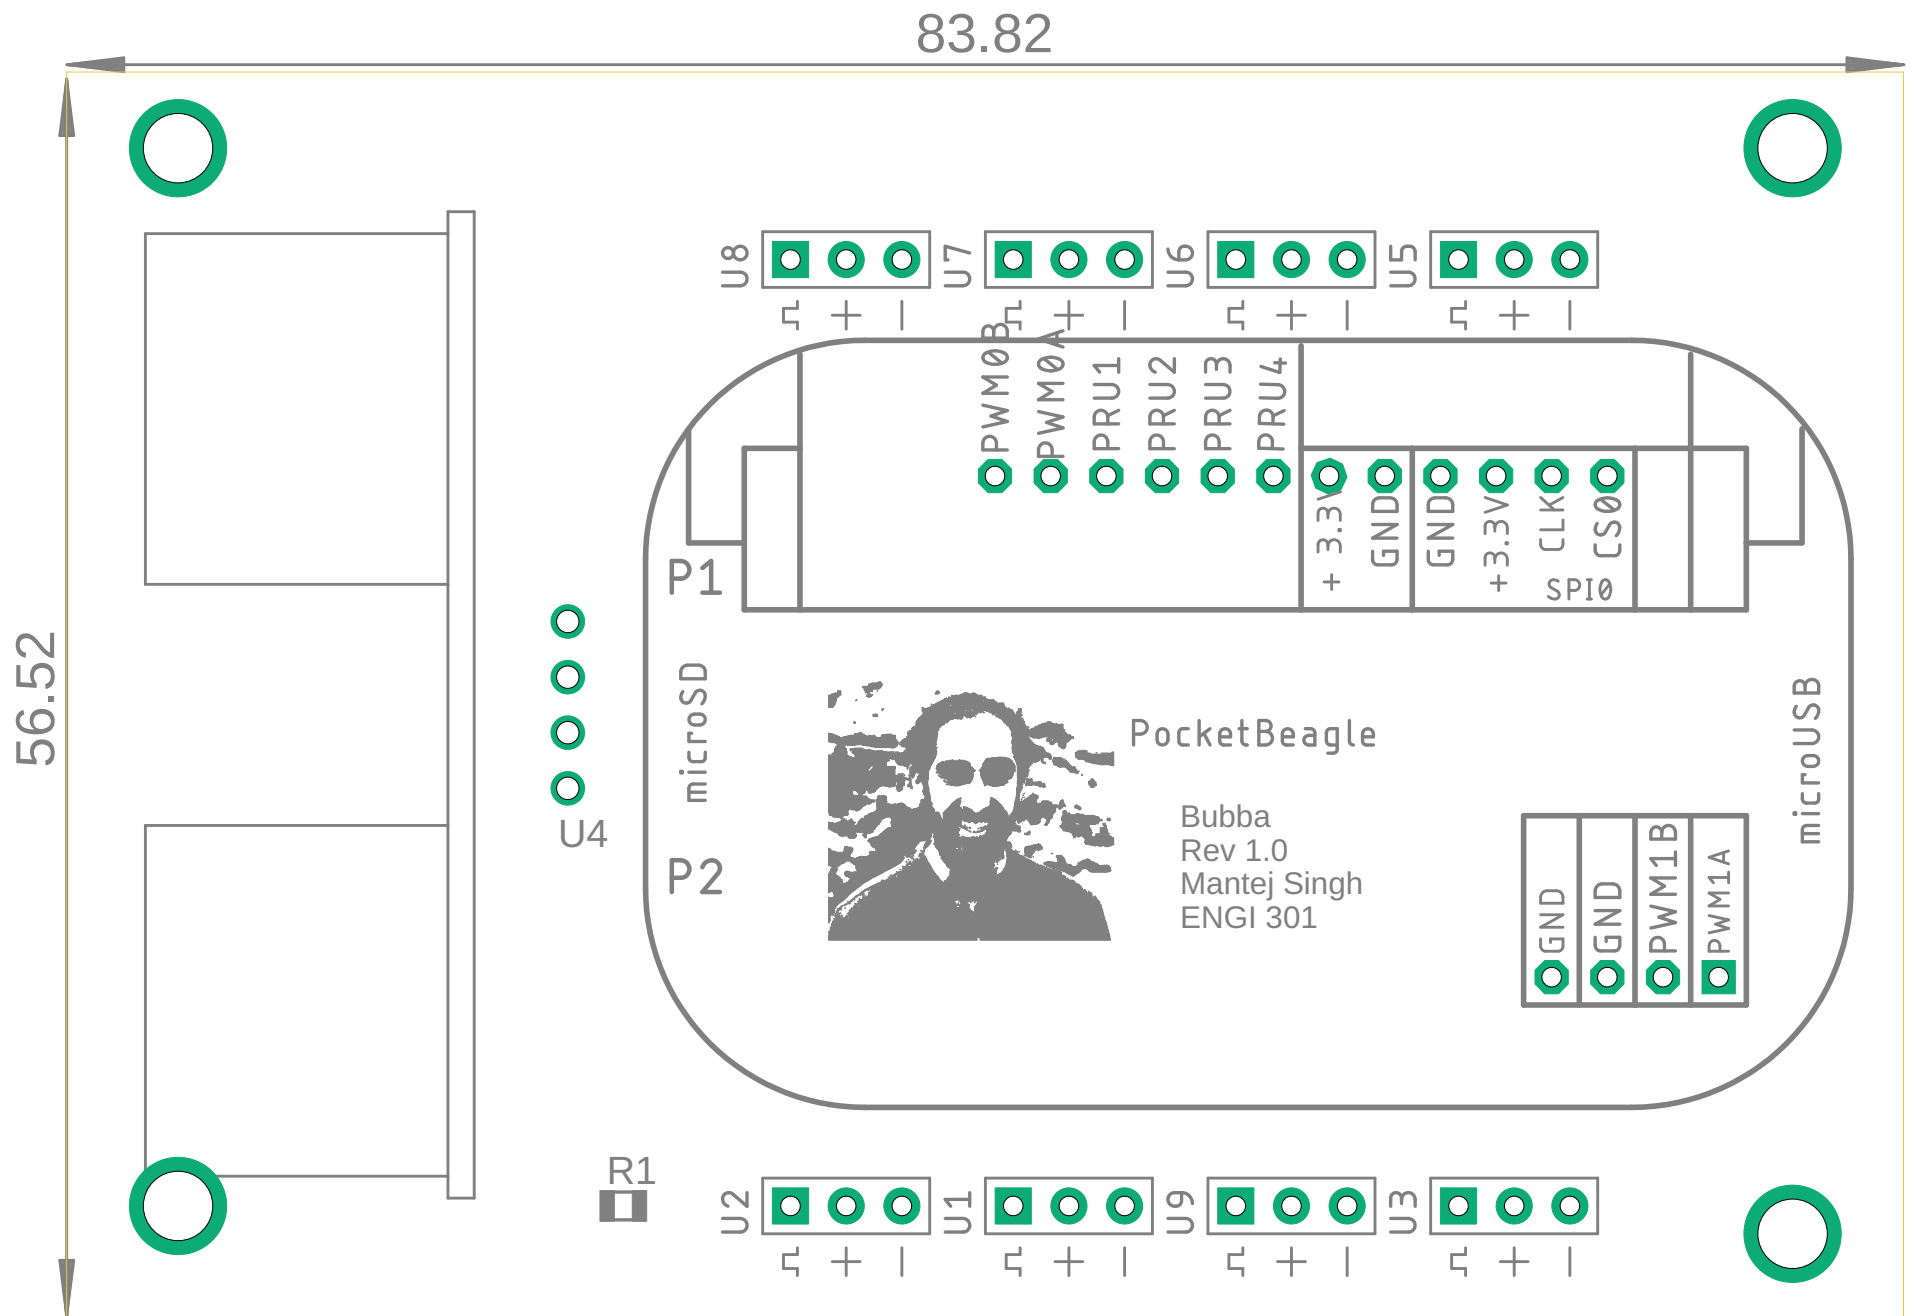 83.82
56.52
U8
U7
U6
U5
+
−
+
−
+
−
+
−
PWM0B
PWM0A
PRU1
PRU2
PRU3
PRU4
+ 3.3V
GND
GND
+3.3V
CLK
CS0
SPI0
P1
microSD
PocketBeagle
microUSB
U4
P2
Bubba
Rev 1.0
Mantej Singh
ENGI 301
GND
GND
PWM1B
PWM1A
R1
U2
U1
U9
U3
+
−
+
−
+
−
+
−